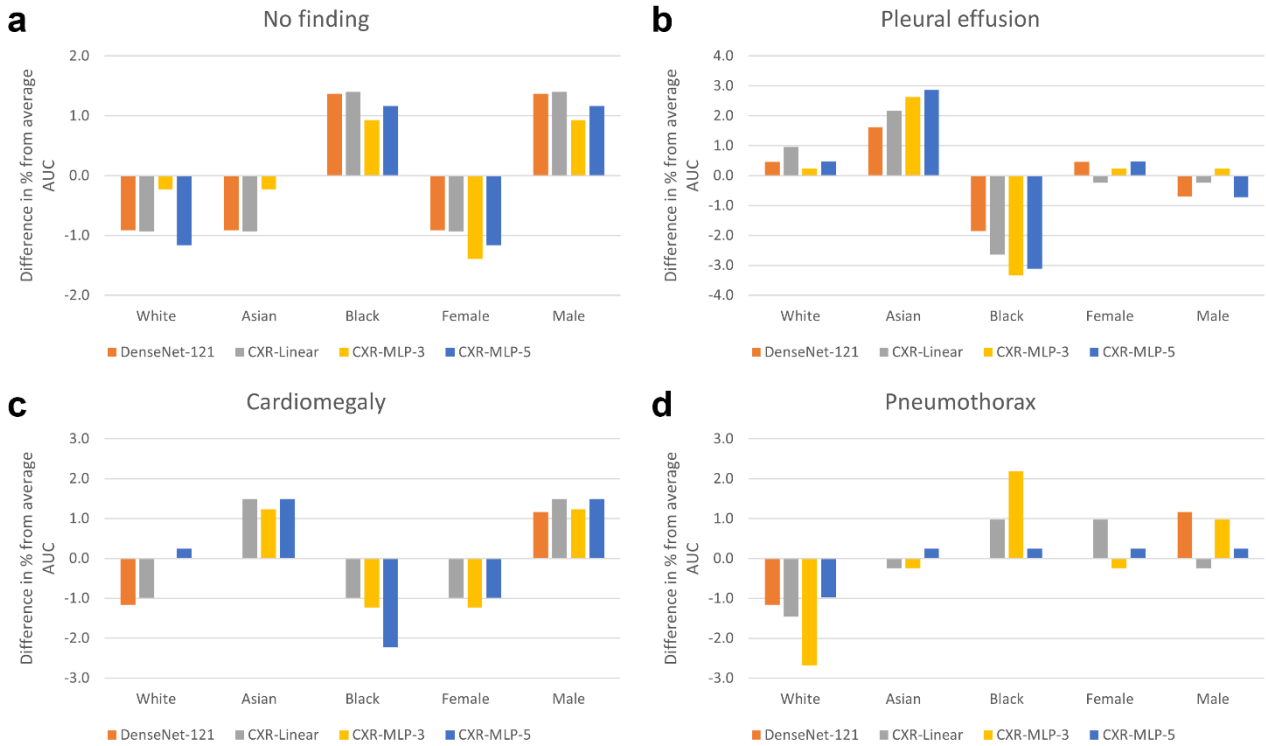 a
No finding
Difference in % from average
AUC
2.0
1.0
0.0
-1.0
-2.0
White Asian Black Female Male
DenseNet-121 CXR-Linear CXR-MLP-3 CXR-MLP-5
b
Pleural effusion
Difference in % from average
AUC
4.0
3.0
2.0
1.0
0.0
-1.0
-2.0
-3.0
-4.0
White Asian Black Female Male
DenseNet-121 CXR-Linear CXR-MLP-3 CXR-MLP-5
c
Cardiomegaly
Difference in % from average
AUC
3.0
2.0
1.0
0.0
-1.0
-2.0
-3.0
White Asian Black Female Male
DenseNet-121 CXR-Linear CXR-MLP-3 CXR-MLP-5
d
Pneumothorax
Difference in % from average
AUC
3.0
2.0
1.0
0.0
-1.0
-2.0
-3.0
White Asian Black Female Male
DenseNet-121 CXR-Linear CXR-MLP-3 CXR-MLP-5